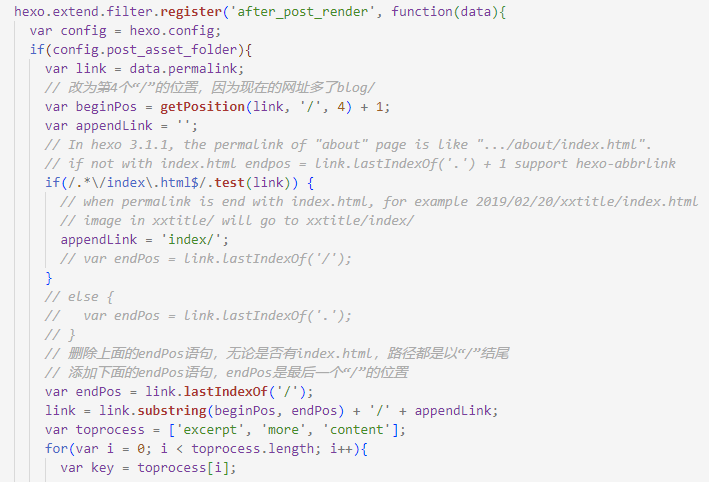 hexo.extend.filter.register('after_post_render', function(data){
  var config = hexo.config;
  if(config.post_asset_folder){
    var link = data.permalink;
    // 改为第4个“/”的位置，因为现在的网址多了blog/
    var beginPos = getPosition(link, '/', 4) + 1;
    var appendLink = '';
    // In hexo 3.1.1, the permalink of "about" page is like ".../about/index.html".
    // if not with index.html endpos = link.lastIndexOf('.') + 1 support hexo-abbrlink
    if(/.*\/index\.html$/.test(link)) {
      // when permalink is end with index.html, for example 2019/02/20/xxtitle/index.html
      // image in xxtitle/ will go to xxtitle/index/
      appendLink = 'index/';
      // var endPos = link.lastIndexOf('/');
    }
    // else {
    //   var endPos = link.lastIndexOf('.');
    // }
    // 删除上面的endPos语句，无论是否有index.html，路径都是以“/”结尾
    // 添加下面的endPos语句，endPos是最后一个“/”的位置
    var endPos = link.lastIndexOf('/');
    link = link.substring(beginPos, endPos) + '/' + appendLink;
    var toprocess = ['excerpt', 'more', 'content'];
    for(var i = 0; i < toprocess.length; i++){
      var key = toprocess[i];